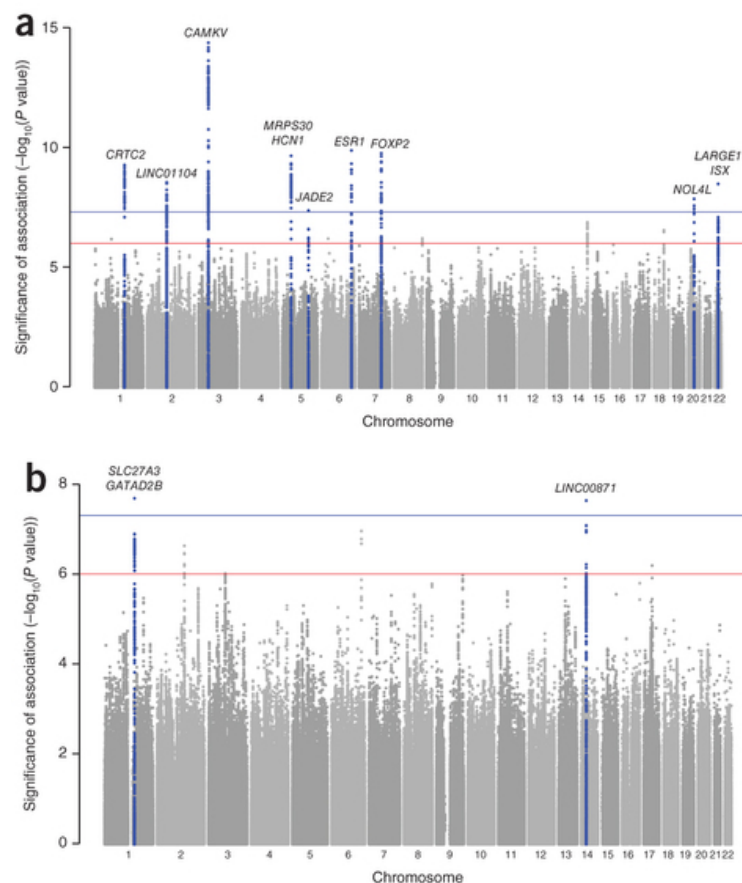 a
Significance of association (–log10(P value))
15
10
5
0
CAMKV
CRTC2
LINC01104
MRPS30
HCN1
JADE2
ESR1
FOXP2
LARGE1
ISX
NOL4L
1 2 3 4 5 6 7 8 9 10 11 12 13 14 15 16 17 18 19 20 21 22
Chromosome
b
Significance of association (–log10(P value))
8
6
4
2
0
SLC27A3
GATAD2B
LINC00871
1 2 3 4 5 6 7 8 9 10 11 12 13 14 15 16 17 18 19 20 21 22
Chromosome